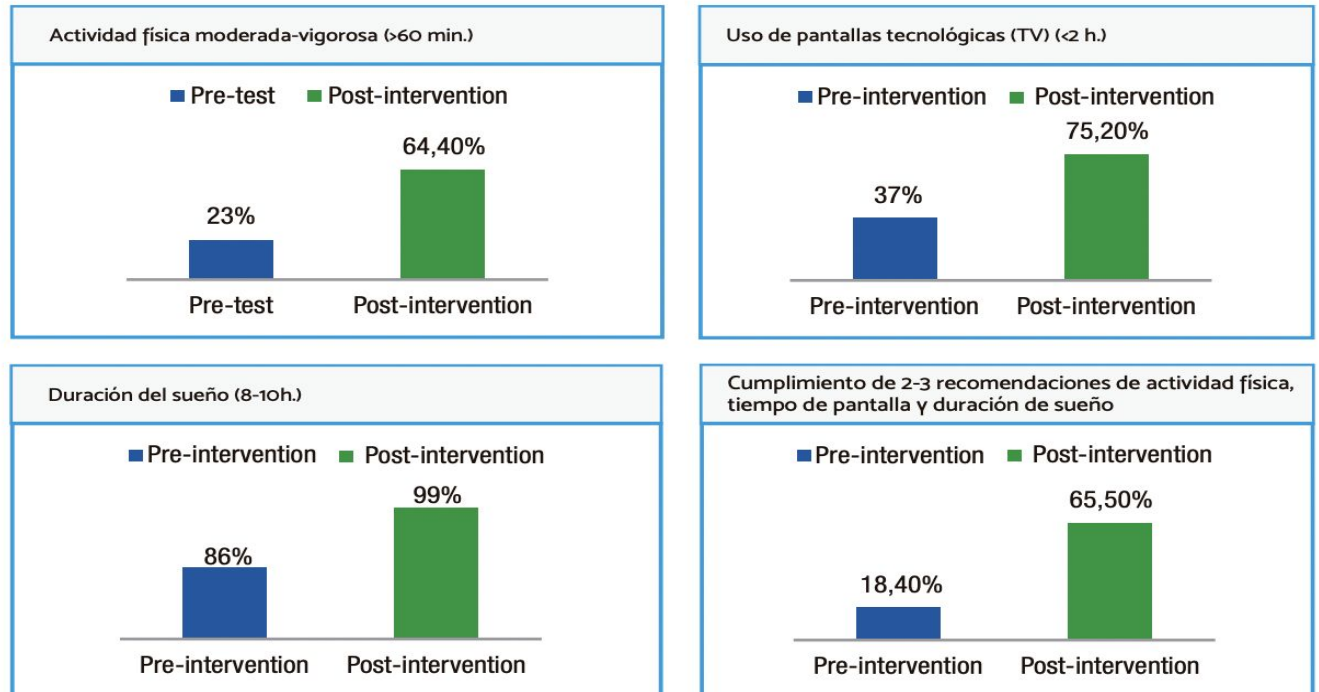 Actividad física moderada-vigorosa (>60 min.)
Pre-test Post-intervention
64,40%
23%
Pre-test Post-intervention
Uso de pantallas tecnológicas (TV) (<2 h.)
Pre-intervention Post-intervention
75,20%
37%
Pre-intervention Post-intervention
Duración del sueño (8-10h.)
Pre-intervention Post-intervention
99%
86%
Pre-intervention Post-intervention
Cumplimiento de 2-3 recomendaciones de actividad física,
tiempo de pantalla y duración de sueño
Pre-intervention Post-intervention
65,50%
18,40%
Pre-intervention Post-intervention